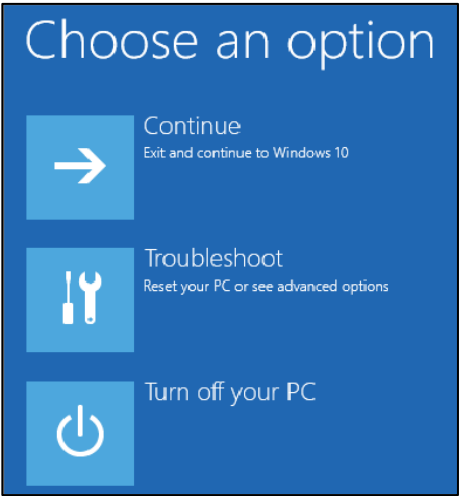 Choose an option
Continue
Exit and continue to Windows 10
Troubleshoot
Reset your PC or see advanced options
Turn off your PC